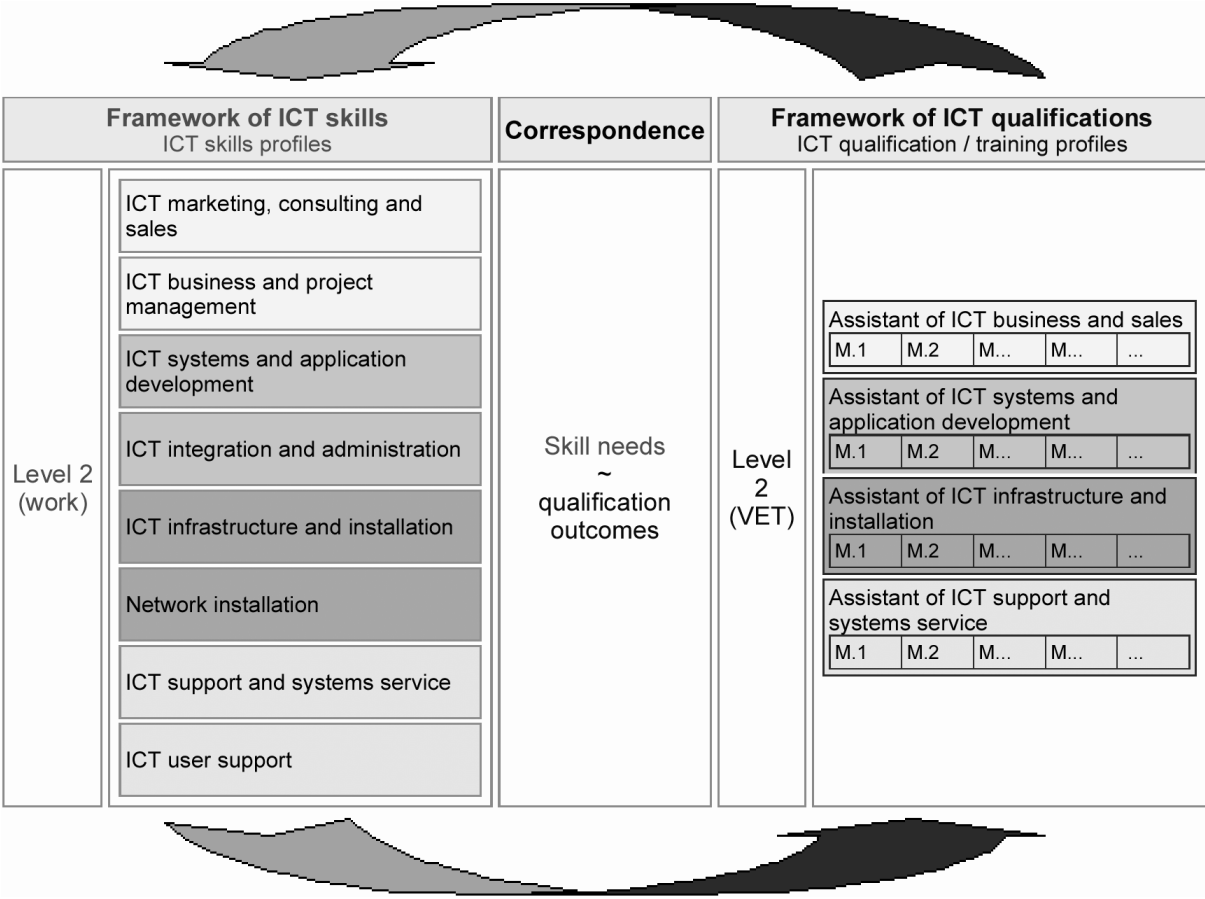 Framework of ICT skills
ICT skills profiles
Correspondence
Framework of ICT qualifications
ICT qualification / training profiles
Level 2
(work)
ICT marketing, consulting and
sales
ICT business and project
management
ICT systems and application
development
ICT integration and administration
ICT infrastructure and installation
Network installation
ICT support and systems service
ICT user support
Skill needs
~
qualification
outcomes
Level
2
(VET)
Assistant of ICT business and sales
M.1 M.2 M... M... ...
Assistant of ICT systems and
application development
M.1 M.2 M... M... ...
Assistant of ICT infrastructure and
installation
M.1 M.2 M... M... ...
Assistant of ICT support and
systems service
M.1 M.2 M... M... ...